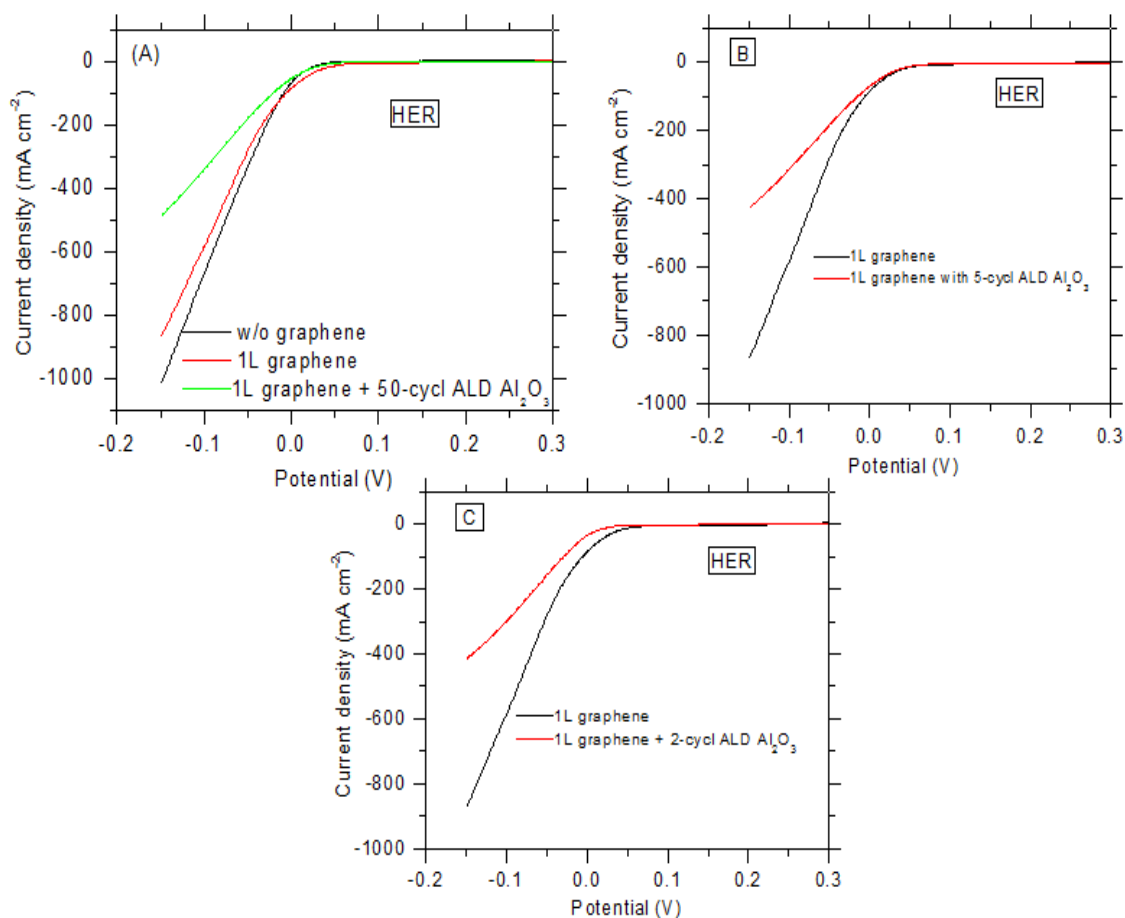 (A)
HER
Current density (mA cm⁻²)
0
-200
-400
-600
-800
-1000
w/o graphene
1L graphene
1L graphene + 50-cycl ALD Al₂O₃
-0.2 -0.1 0.0 0.1 0.2 0.3
Potential (V)
B
HER
Current density (mA cm⁻²)
0
-200
-400
-600
-800
-1000
1L graphene
1L graphene with 5-cycl ALD Al₂O₃
-0.2 -0.1 0.0 0.1 0.2 0.3
Potential (V)
C
HER
Current density (mA cm⁻²)
0
-200
-400
-600
-800
-1000
1L graphene
1L graphene + 2-cycl ALD Al₂O₃
-0.2 -0.1 0.0 0.1 0.2 0.3
Potential (V)